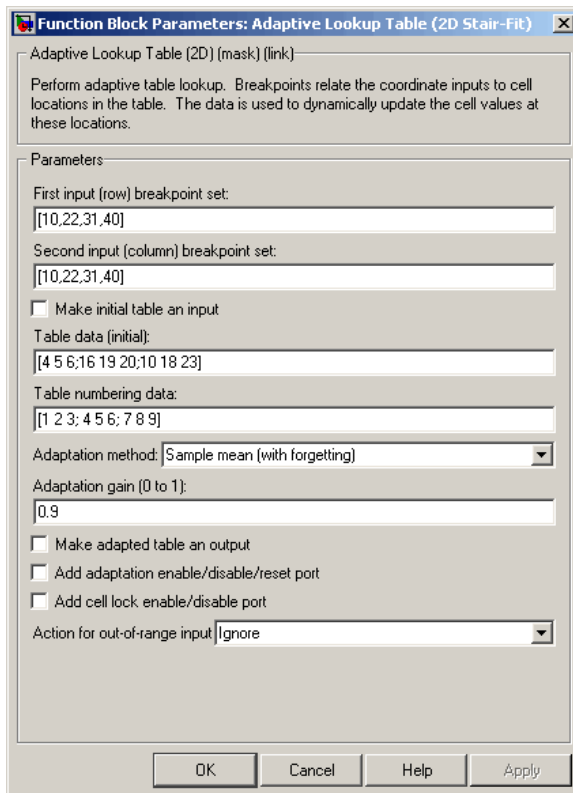 Function Block Parameters: Adaptive Lookup Table (2D Stair-Fit)
Adaptive Lookup Table (2D) (mask) (link)
Perform adaptive table lookup. Breakpoints relate the coordinate inputs to cell
locations in the table. The data is used to dynamically update the cell values at
these locations.
Parameters
First input (row) breakpoint set:
[10,22,31,40]
Second input (column) breakpoint set:
[10,22,31,40]
Make initial table an input
Table data (initial):
[4 5 6;16 19 20;10 18 23]
Table numbering data:
[1 2 3; 4 5 6; 7 8 9]
Adaptation method: Sample mean (with forgetting)
Adaptation gain (0 to 1):
0.9
Make adapted table an output
Add adaptation enable/disable/reset port
Add cell lock enable/disable port
Action for out-of-range input Ignore
OK Cancel Help Apply